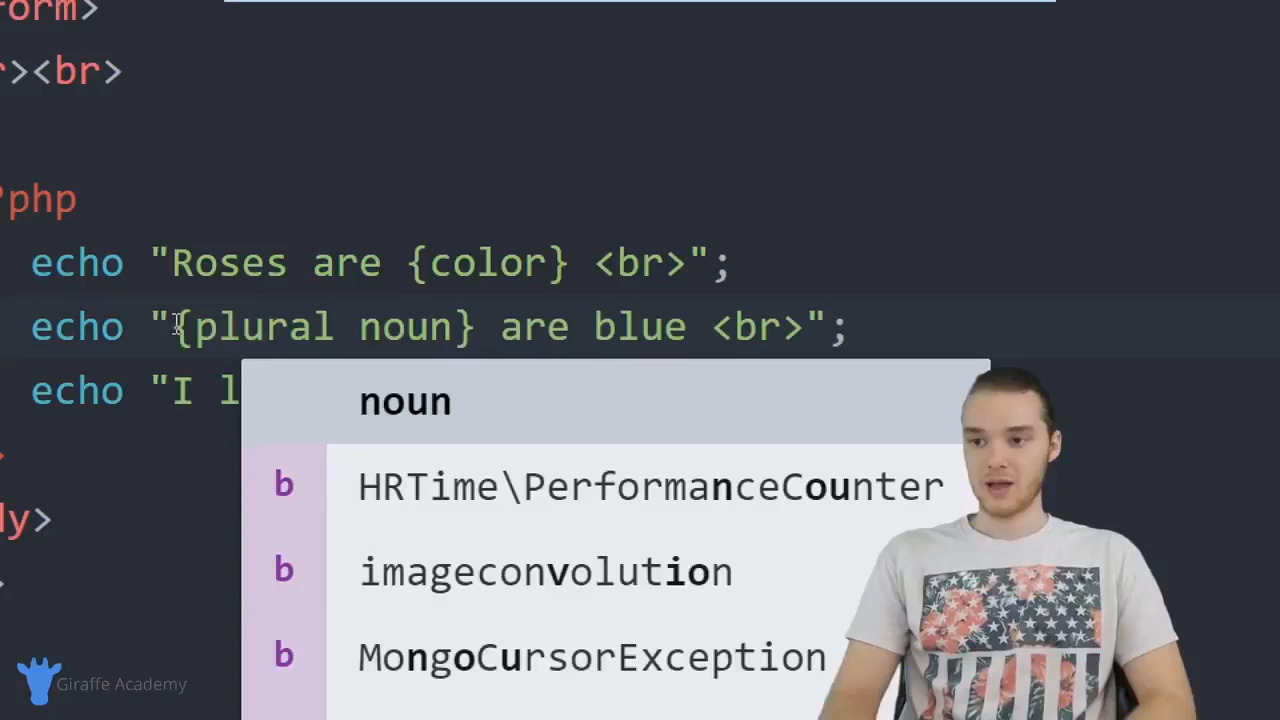 form>
r><br>
?php
echo "Roses are {color} <br>";
echo "{plural noun} are blue <br>";
echo "I l
noun
b HRTime\PerformanceCounter
b imageconvolution
b MongoCursorException
dy>
>
Giraffe Academy